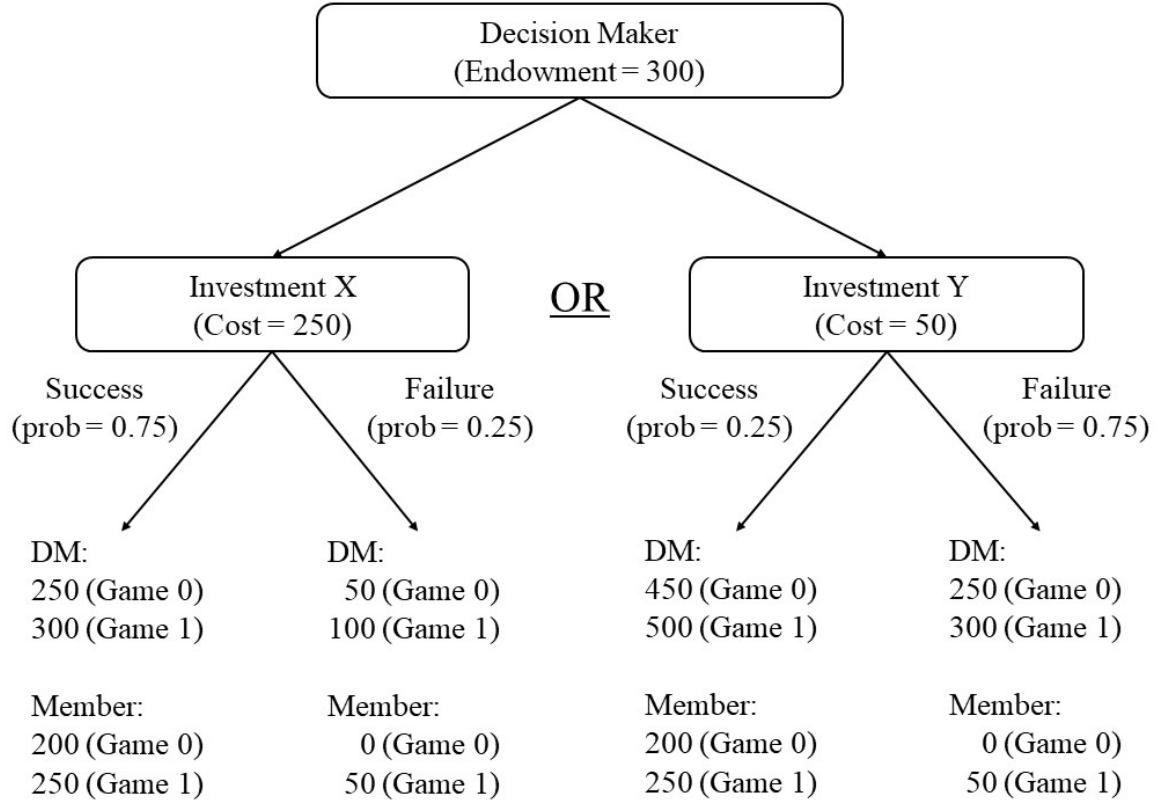 Decision Maker
(Endowment = 300)
Investment X
(Cost = 250)
OR
Investment Y
(Cost = 50)
Success
(prob = 0.75)
Failure
(prob = 0.25)
Success
(prob = 0.25)
Failure
(prob = 0.75)
DM:
250 (Game 0)
300 (Game 1)
Member:
200 (Game 0)
250 (Game 1)
DM:
50 (Game 0)
100 (Game 1)
Member:
0 (Game 0)
50 (Game 1)
DM:
450 (Game 0)
500 (Game 1)
Member:
200 (Game 0)
250 (Game 1)
DM:
250 (Game 0)
300 (Game 1)
Member:
0 (Game 0)
50 (Game 1)